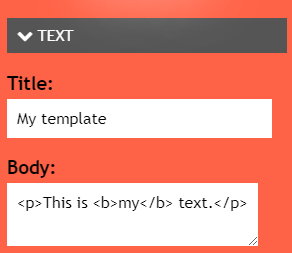 TEXT
Title:
My template
Body:
<p>This is <b>my</b> text.</p>